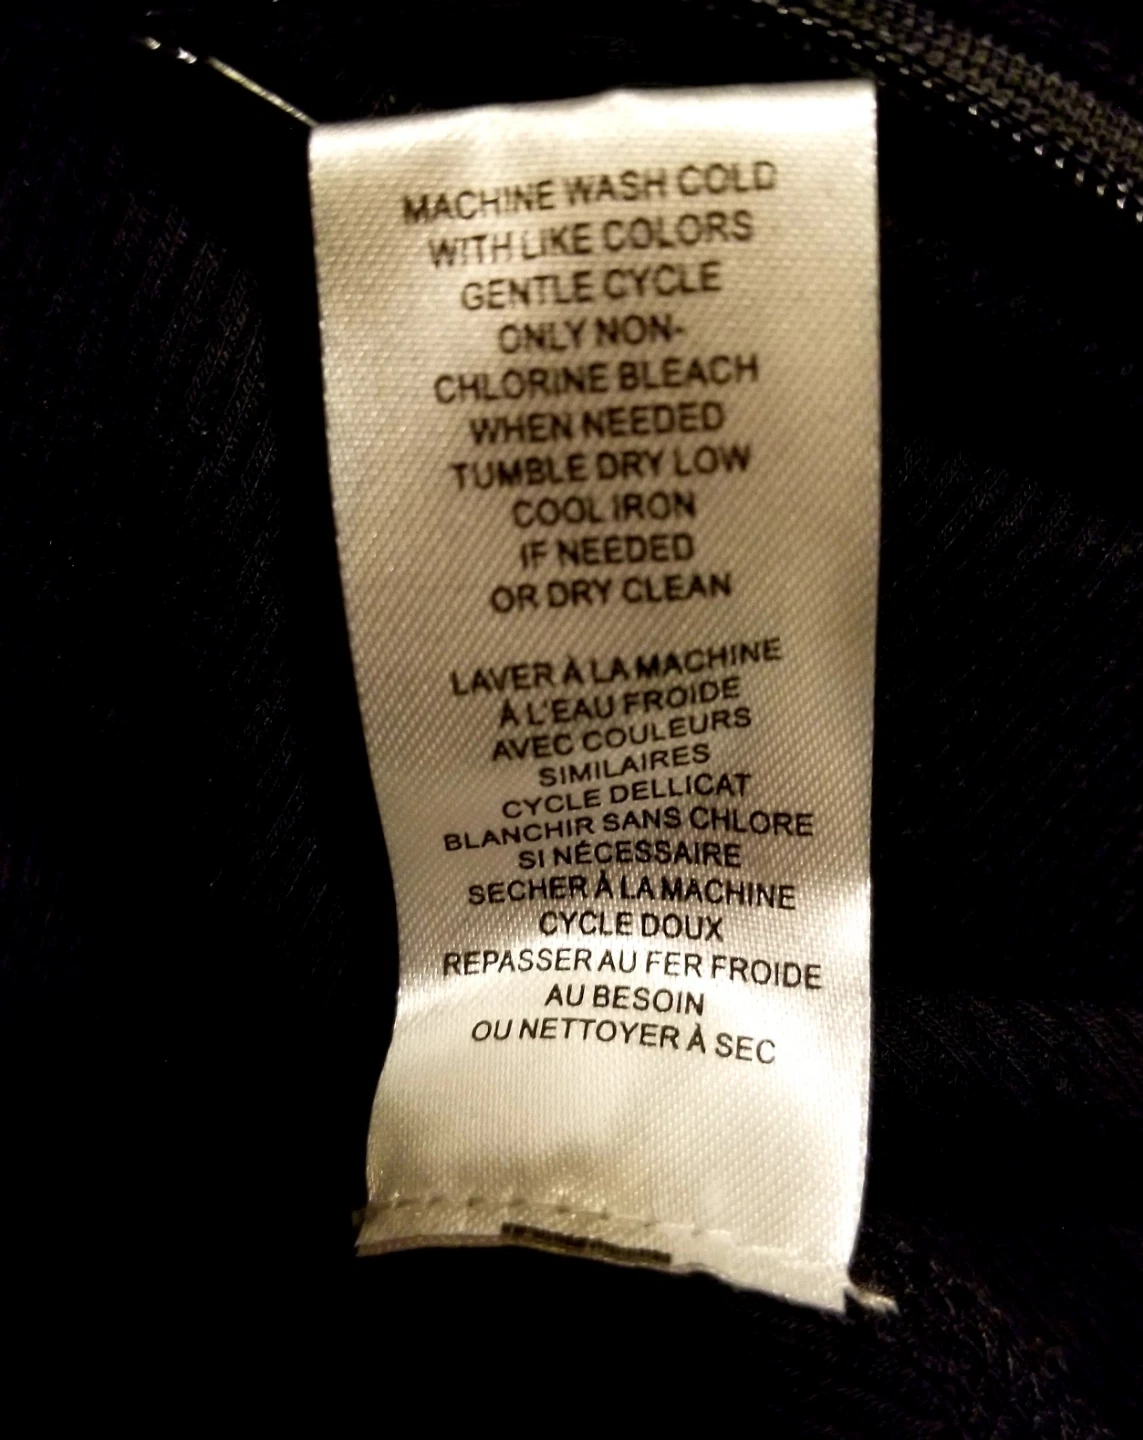 MACHINE WASH COLD
WITH LIKE COLORS
GENTLE CYCLE
ONLY NON-
CHLORINE BLEACH
WHEN NEEDED
TUMBLE DRY LOW
COOL IRON
IF NEEDED
OR DRY CLEAN
LAVER À LA MACHINE
À L'EAU FROIDE
AVEC COULEURS
SIMILAIRES
CYCLE DELLICAT
BLANCHIR SANS CHLORE
SI NÉCESSAIRE
SECHER À LA MACHINE
CYCLE DOUX
REPASSER AU FER FROIDE
AU BESOIN
OU NETTOYER À SEC